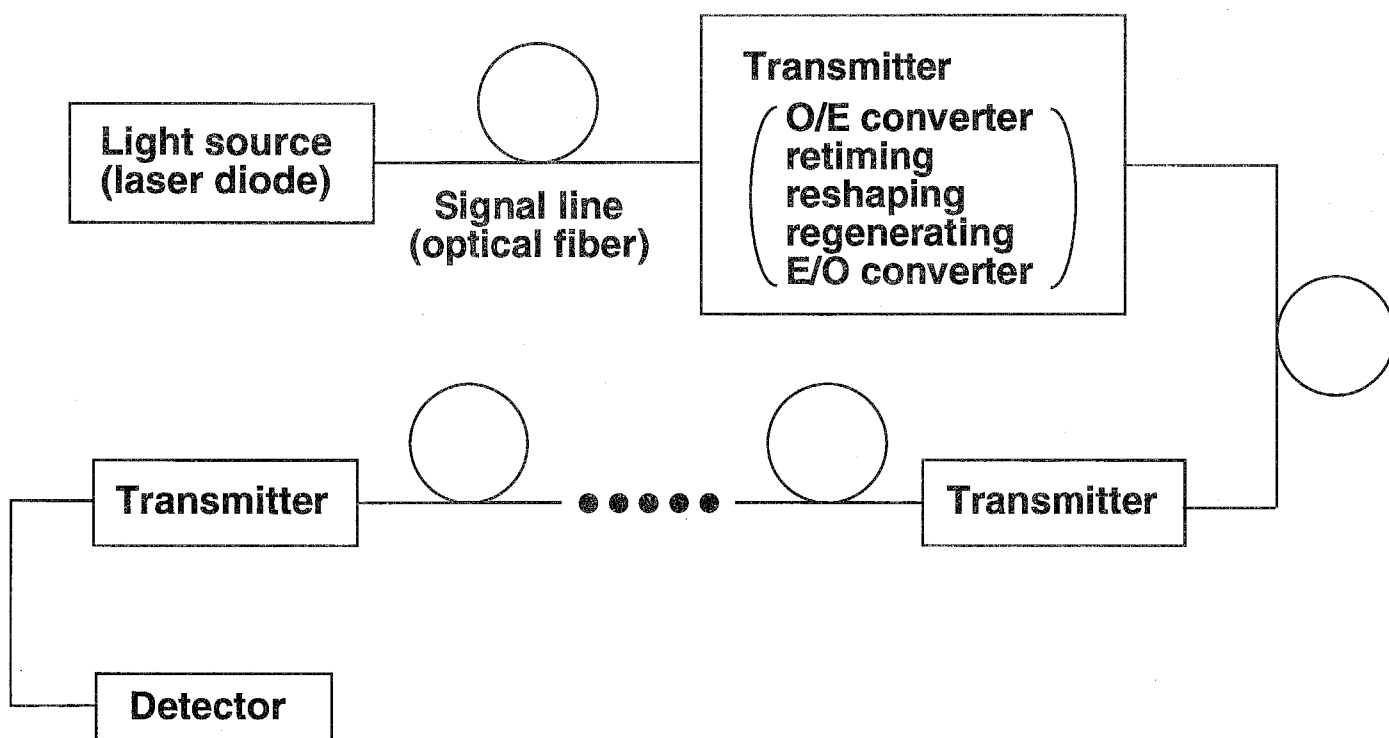 Light source
(laser diode)
Signal line
(optical fiber)
Transmitter
O/E converter
retiming
reshaping
regenerating
E/O converter
Transmitter
Transmitter
Detector